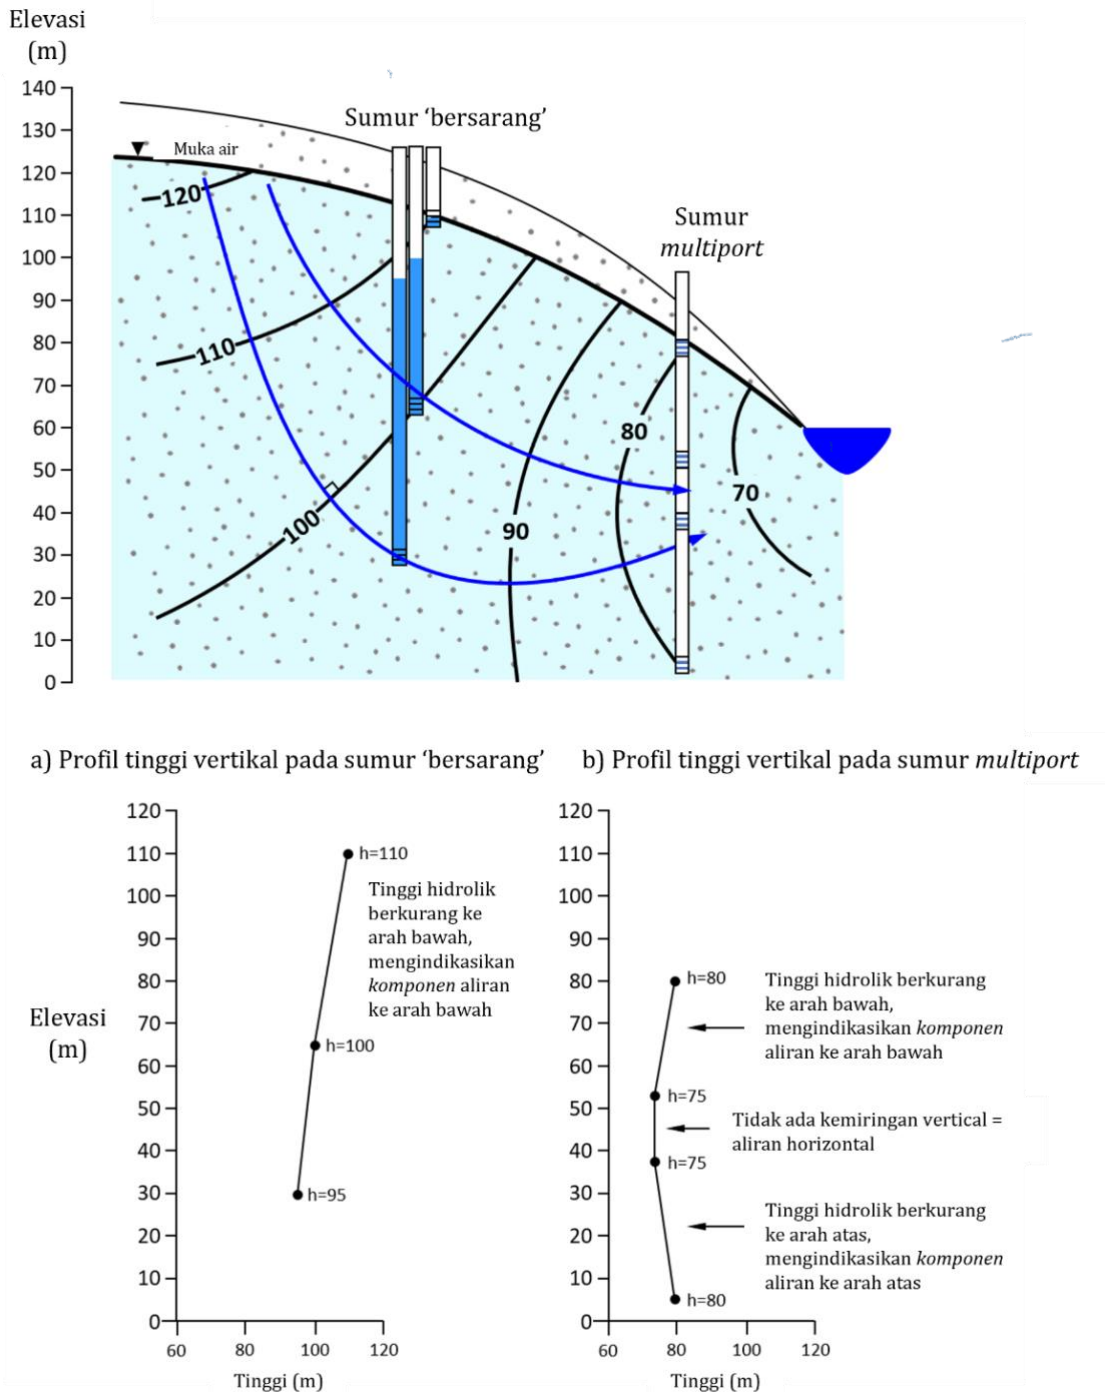 Elevasi
(m)
140
130
120
110
100
90
80
70
60
50
40
30
20
10
0
Sumur ‘bersarang’
Muka air
Sumur
multiport
120
110
100
90
80
70
a) Profil tinggi vertikal pada sumur ‘bersarang’
b) Profil tinggi vertikal pada sumur multiport
Elevasi
(m)
120
110
100
90
80
70
60
50
40
30
20
10
0
60
80
100
120
Tinggi (m)
h=110
Tinggi hidrolik
berkurang ke
arah bawah,
mengindikasikan
komponen aliran
ke arah bawah
h=100
h=95
120
110
100
90
80
70
60
50
40
30
20
10
0
60
80
100
120
Tinggi (m)
h=80
Tinggi hidrolik berkurang
ke arah bawah,
mengindikasikan komponen
aliran ke arah bawah
h=75
Tidak ada kemiringan vertical =
aliran horizontal
h=75
Tinggi hidrolik berkurang
ke arah atas,
mengindikasikan komponen
aliran ke arah atas
h=80